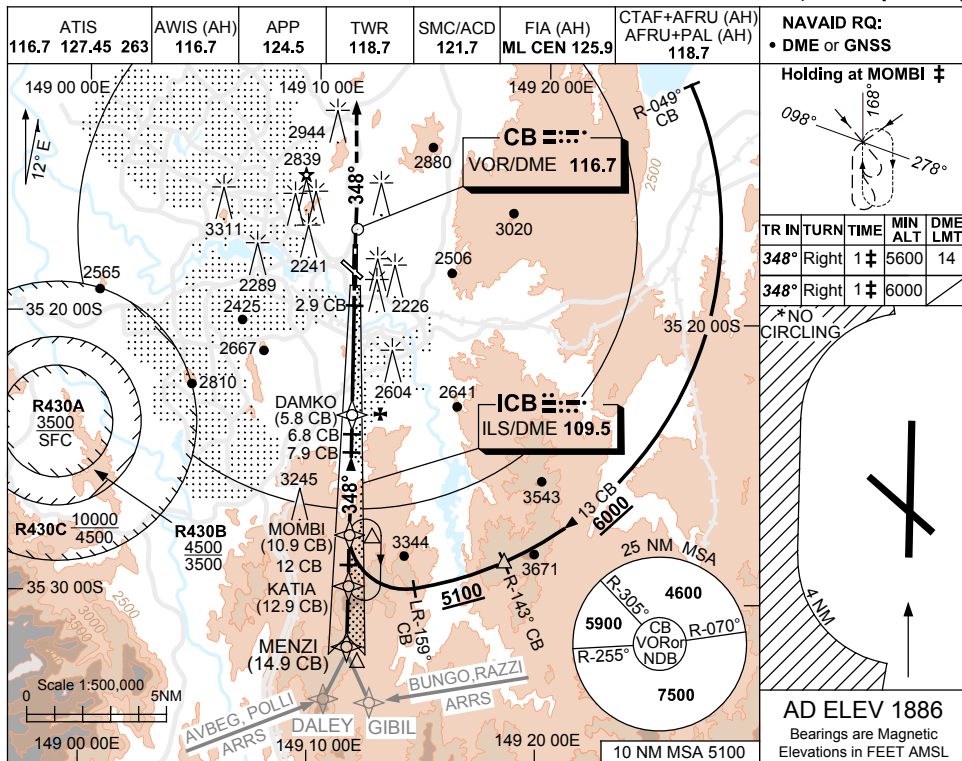 ATIS
116.7 127.45 263
AWIS (AH)
116.7
APP
124.5
TWR
118.7
SMC/ACD
121.7
FIA (AH)
ML CEN 125.9
CTAF+AFRU (AH)
AFRU+PAL (AH)
118.7
NAVAID RQ:
• DME or GNSS
149 00 00E
149 10 00E
149 20 00E
12° E
2944
2839
3311
2241
2289
2565
2425
2667
2810
35 20 00S
348°
CB
VOR/DME 116.7
2880
3020
2506
2226
2.9 CB
R-049°
CB
2500
35 20 00S
2604
2641
DAMKO
(5.8 CB)
6.8 CB
7.9 CB
ICB
ILS/DME 109.5
R430A
3500
SFC
R430C
10000
4500
R430B
4500
3500
3245
348°
MOMBI
(10.9 CB)
12 CB
KATIA
(12.9 CB)
MENZI
(14.9 CB)
3344
3543
3671
13 CB
6000
5100
LR-159°
CB
R-143° CB
35 30 00S
2500
3000
Scale 1:500,000
0
5NM
AVBEG, POLLI
ARRS
DALEY
GIBIL
BUNGO,RAZZI
ARRS
149 00 00E
149 10 00E
149 20 00E
25 NM MSA
R-305°
4600
5900
CB
VORor
NDB
R-070°
R-255°
7500
10 NM MSA 5100
Holding at MOMBI ‡
098°
168°
278°
TR IN TURN TIME MIN ALT DME LMT
348° Right 1 ‡ 5600 14
348° Right 1 ‡ 6000
*NO
CIRCLING
4 NM
AD ELEV 1886
Bearings are Magnetic
Elevations in FEET AMSL